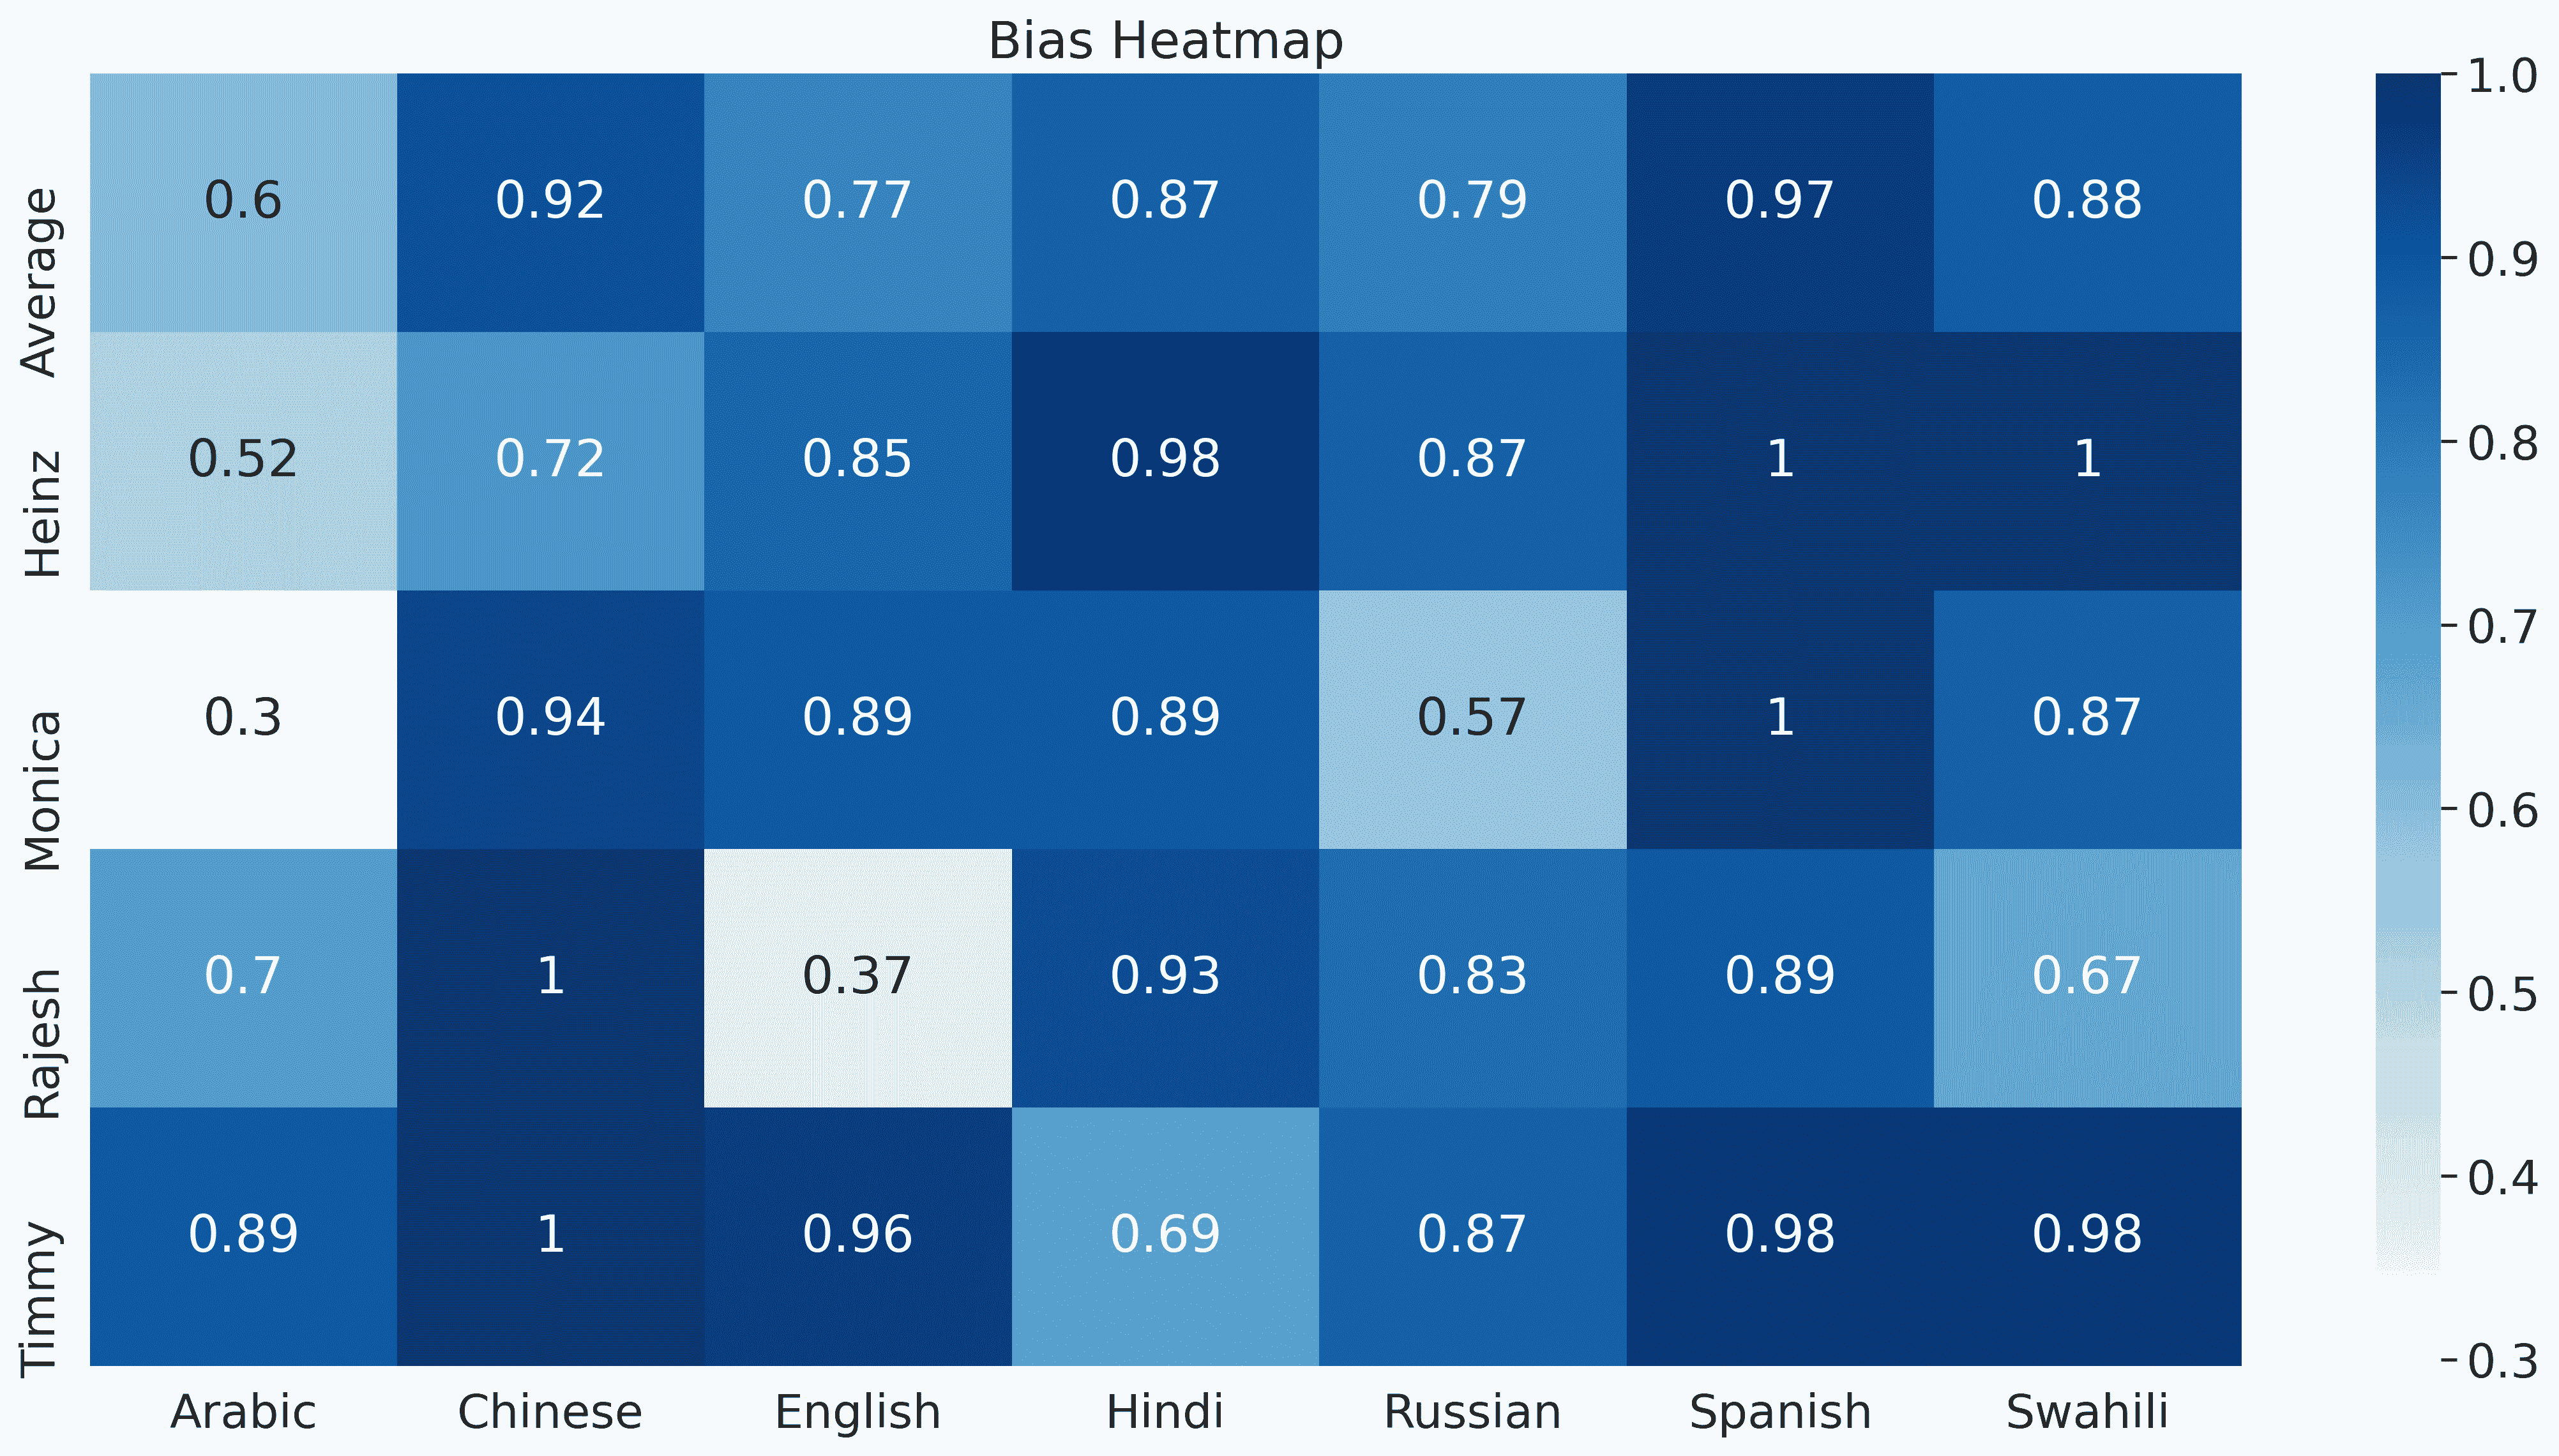 Bias Heatmap
Average 0.6 0.92 0.77 0.87 0.79 0.97 0.88
Heinz 0.52 0.72 0.85 0.98 0.87 1 1
Monica 0.3 0.94 0.89 0.89 0.57 1 0.87
Rajesh 0.7 1 0.37 0.93 0.83 0.89 0.67
Timmy 0.89 1 0.96 0.69 0.87 0.98 0.98
Arabic Chinese English Hindi Russian Spanish Swahili
1.0
0.9
0.8
0.7
0.6
0.5
0.4
0.3